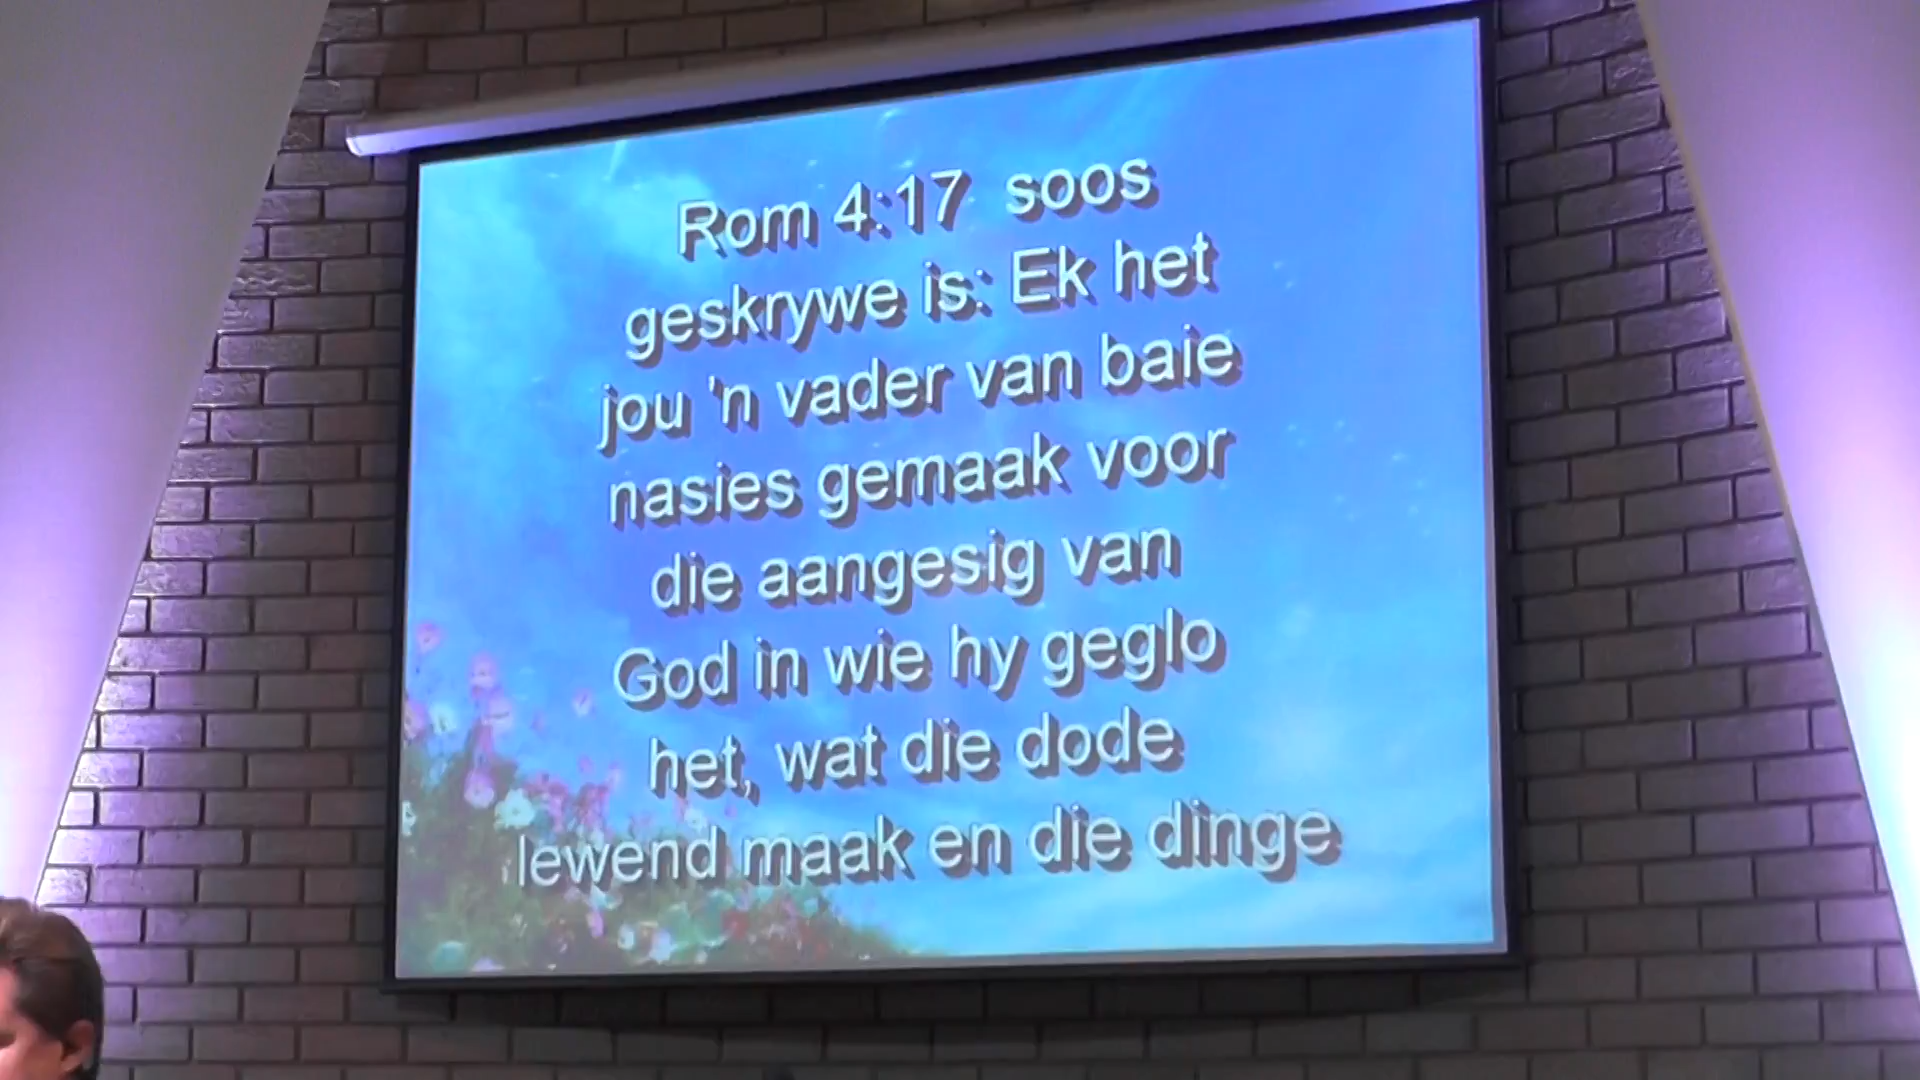 Rom 4:17 soos
geskrywe is: Ek het
jou 'n vader van baie
nasies gemaak voor
die aangesig van
God in wie hy geglo
het, wat die dode
lewend maak en die dinge